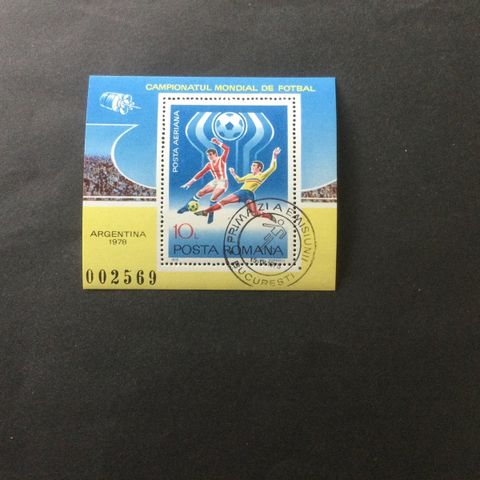 CAMPIONATUL MONDIAL DE FOTBAL
POSTA AERIANA
10L
POSTA ROMANA
ARGENTINA
1978
002569
PRIMA ZI A EMISIUNII
BUCURESTI